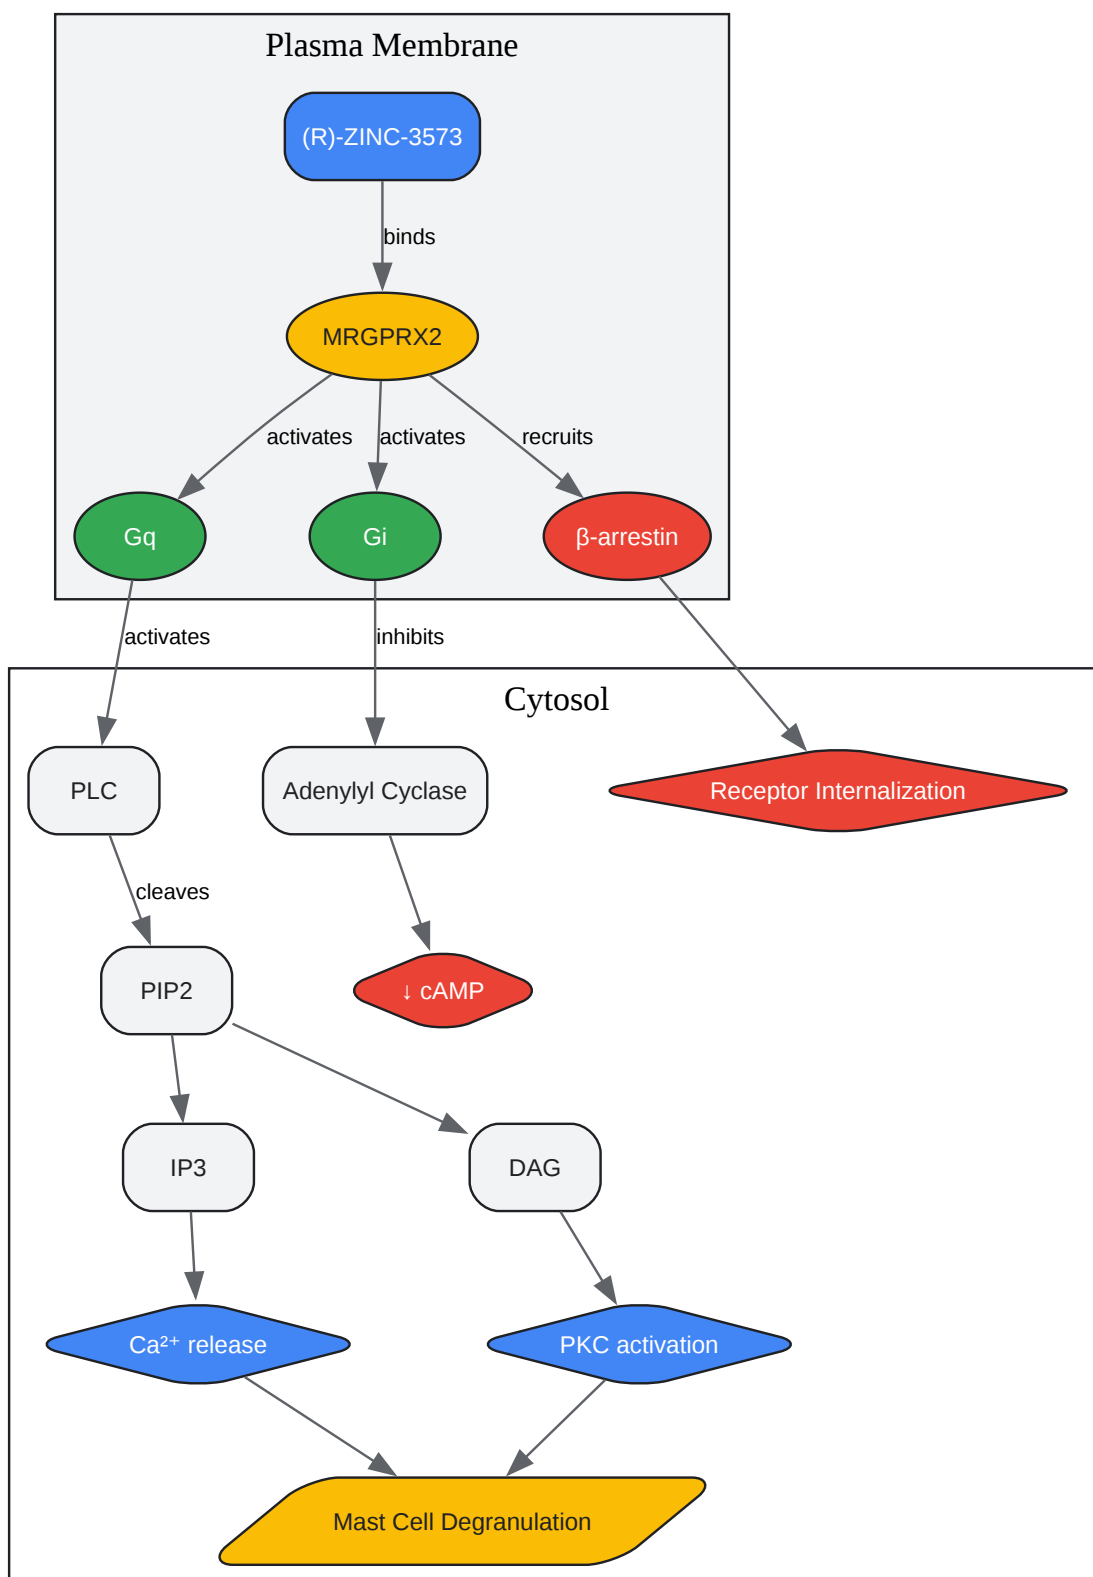 Plasma Membrane
(R)-ZINC-3573
binds
MRGPRX2
activates
activates
recruits
Gq
Gi
β-arrestin
activates
inhibits
Cytosol
PLC
Adenylyl Cyclase
Receptor Internalization
cleaves
PIP2
↓ cAMP
IP3
DAG
Ca²⁺ release
PKC activation
Mast Cell Degranulation